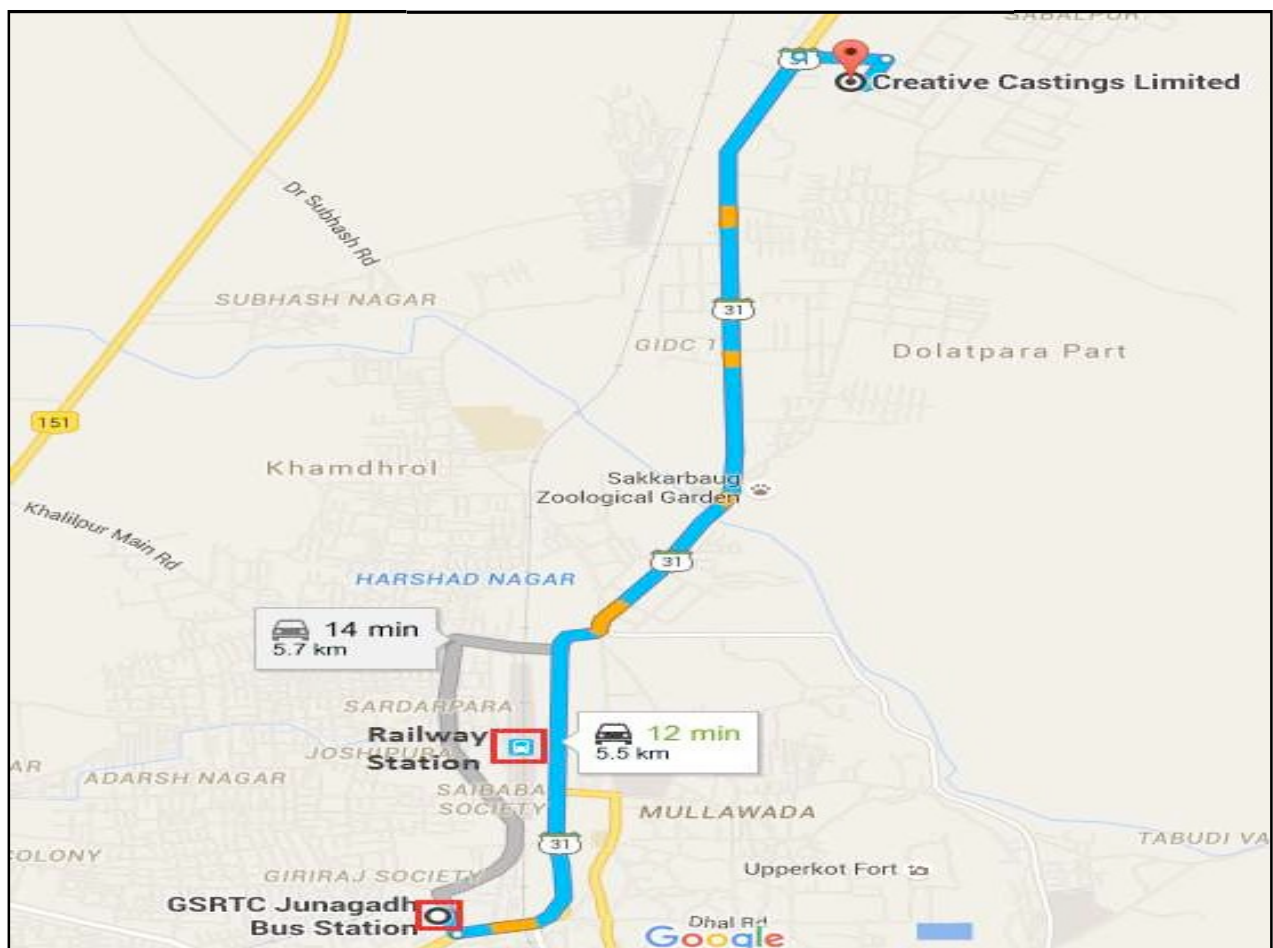 SABALPUR
31
Creative Castings Limited
Dr Subhash Rd
SUBHASH NAGAR
31
GIDC 1
Dolatpara Part
151
Khamdhrol
Sakkarbaug
Zoological Garden
Khalilpur Main Rd
31
HARSHAD NAGAR
14 min
5.7 km
SARDARPARA
Railway
Station
12 min
5.5 km
JOSHIPURA
AR
ADARSH NAGAR
SAIBABA
SOCIETY
MULLAWADA
31
TABUDI VA
COLONY
GIRIRAJ SOCIETY
Upperkot Fort
GSRTC Junagadh
Bus Station
Dhal Rd
Google